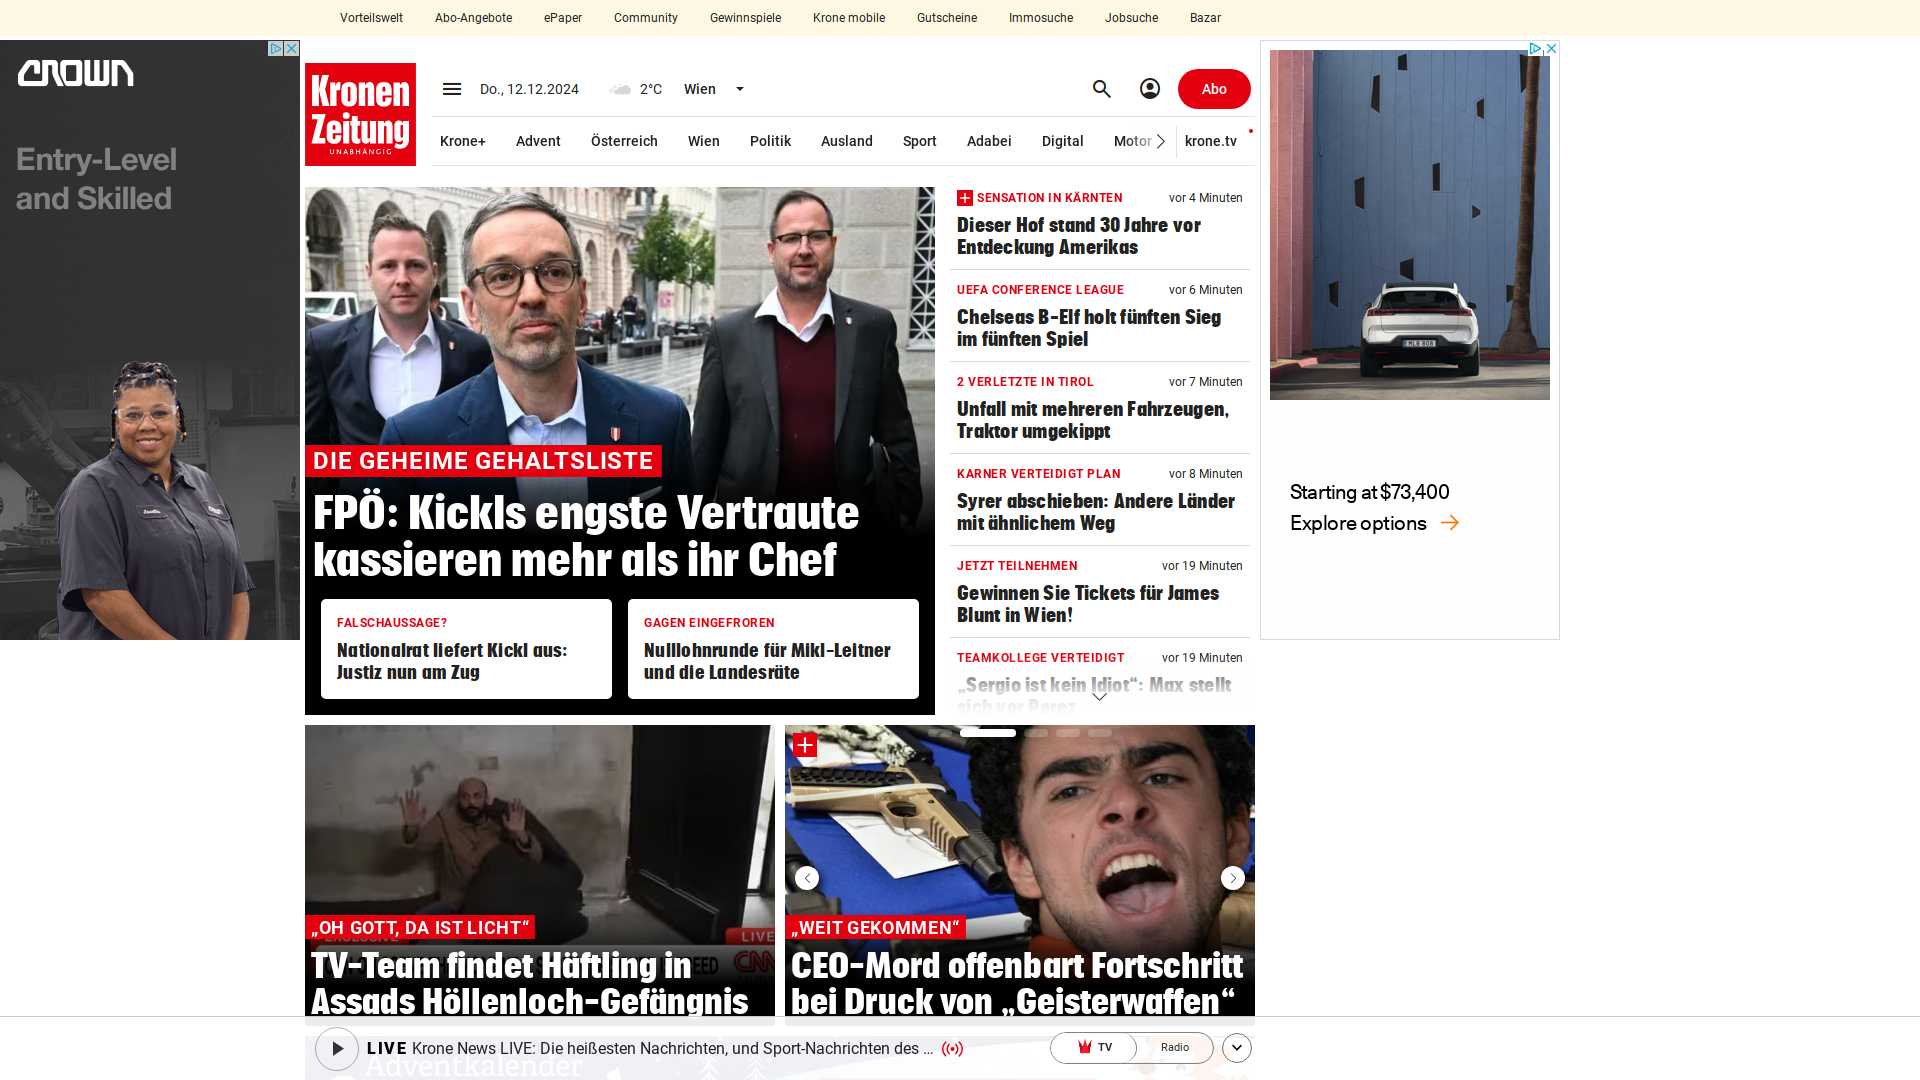 Vorteilswelt Abo-Angebote ePaper Community Gewinnspiele Krone mobile Gutscheine Immosuche Jobsuche Bazar
CROWN
Entry-Level
and Skilled
Kronen
Zeitung
UNABHÄNGIG
Do., 12.12.2024 2°C Wien Abo
Krone+ Advent Österreich Wien Politik Ausland Sport Adabei Digital Motor krone.tv
DIE GEHEIME GEHALTSLISTE
FPÖ: Kickls engste Vertraute
kassieren mehr als ihr Chef
FALSCHAUSSAGE?
Nationalrat liefert Kickl aus:
Justiz nun am Zug
GAGEN EINGEFROREN
Nulllohnrunde für Mikl-Leitner
und die Landesräte
SENSATION IN KÄRNTEN vor 4 Minuten
Dieser Hof stand 30 Jahre vor
Entdeckung Amerikas
UEFA CONFERENCE LEAGUE vor 6 Minuten
Chelseas B-Elf holt fünften Sieg
im fünften Spiel
2 VERLETZTE IN TIROL vor 7 Minuten
Unfall mit mehreren Fahrzeugen,
Traktor umgekippt
KARNER VERTEIDIGT PLAN vor 8 Minuten
Syrer abschieben: Andere Länder
mit ähnlichem Weg
JETZT TEILNEHMEN vor 19 Minuten
Gewinnen Sie Tickets für James
Blunt in Wien!
TEAMKOLLEGE VERTEIDIGT vor 19 Minuten
„Sergio ist kein Idiot“: Max stellt
sich vor Perez
Starting at $73,400
Explore options
„OH GOTT, DA IST LICHT“
LIVE
CNN
TV-Team findet Häftling in
Assads Höllenloch-Gefängnis
„WEIT GEKOMMEN“
CEO-Mord offenbart Fortschritt
bei Druck von „Geisterwaffen“
LIVE Krone News LIVE: Die heißesten Nachrichten, und Sport-Nachrichten des ... TV Radio
Adventkalender